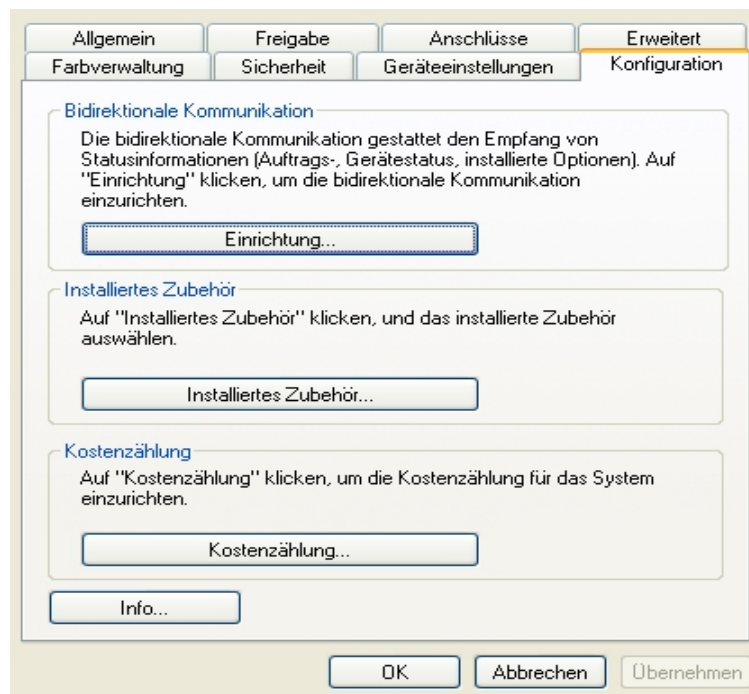 Allgemein Freigabe Anschlüsse Erweitert
Farbverwaltung Sicherheit Geräteeinstellungen Konfiguration
Bidirektionale Kommunikation
Die bidirektionale Kommunikation gestattet den Empfang von
Statusinformationen (Auftrags-, Gerätestatus, installierte Optionen). Auf
"Einrichtung" klicken, um die bidirektionale Kommunikation
einzurichten.
Einrichtung...
Installiertes Zubehör
Auf "Installiertes Zubehör" klicken, und das installierte Zubehör
auswählen.
Installiertes Zubehör...
Kostenzählung
Auf "Kostenzählung" klicken, um die Kostenzählung für das System
einzurichten.
Kostenzählung...
Info...
OK Abbrechen Übernehmen